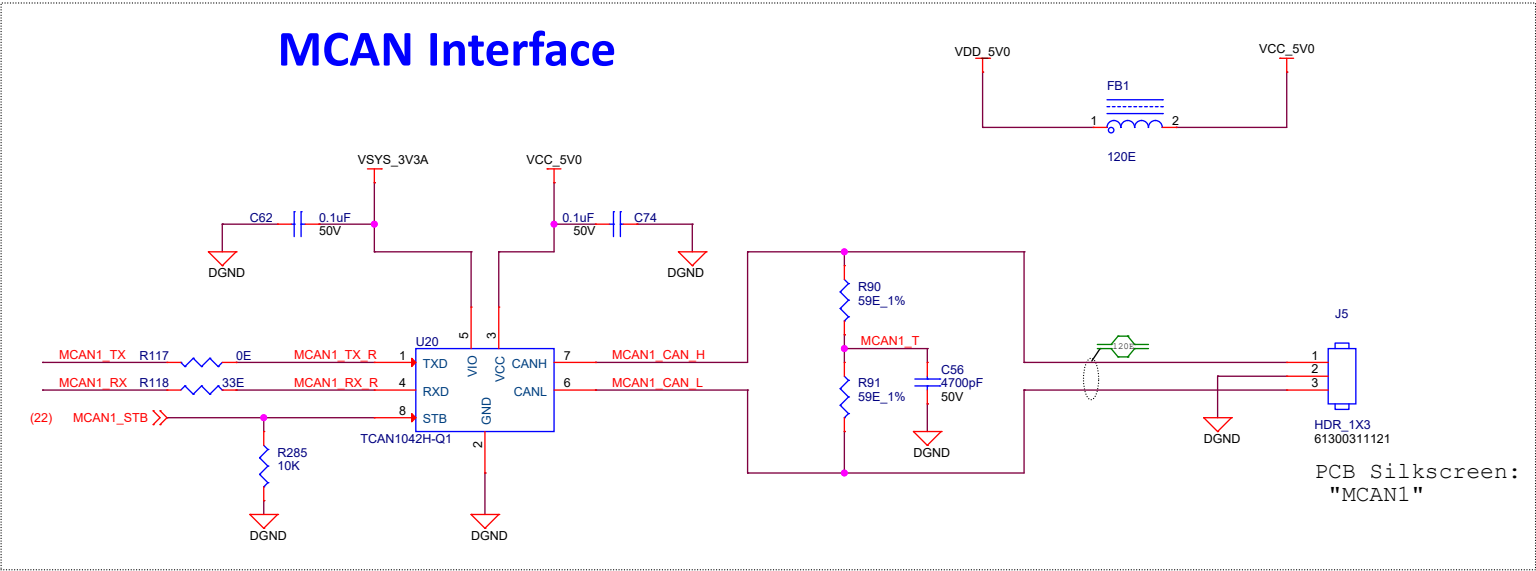 MCAN Interface
VDD_5V0
VCC_5V0
FB1
1
2
120E
VSYS_3V3A
VCC_5V0
C62
0.1uF
50V
0.1uF
50V
C74
DGND
DGND
5
3
U20
MCAN1_TX
R117
0E
MCAN1_TX_R
1
TXD
VIO
VCC
CANH
7
MCAN1_CAN_H
MCAN1_RX
R118
33E
MCAN1_RX_R
4
RXD
CANL
6
MCAN1_CAN_L
(22)
MCAN1_STB
8
STB
GND
TCAN1042H-Q1
2
R285
10K
DGND
DGND
R90
59E_1%
MCAN1_T
R91
59E_1%
C56
4700pF
50V
DGND
120E
J5
1
2
3
DGND
HDR_1X3
61300311121
PCB Silkscreen:
"MCAN1"